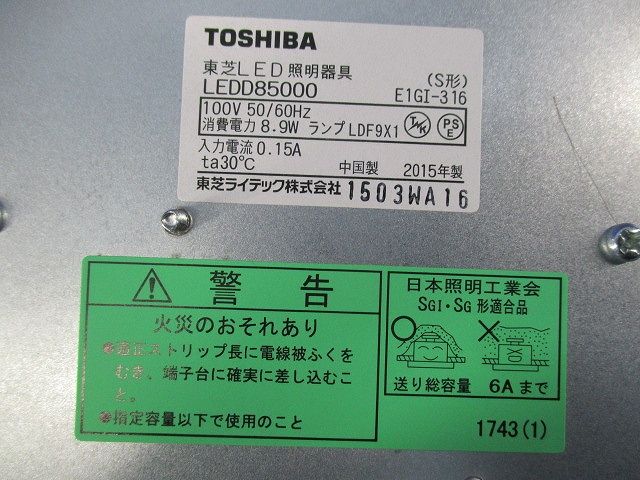 TOSHIBA
東芝LED照明器具 (S形)
LEDD85000 E1GI-316
100V 50/60Hz
消費電力 8.9W ランプ LDF9X1
PS
E
入力電流 0.15A
ta30℃ 中国製 2015年製
東芝ライテック株式会社 1503WA16
警告
火災のおそれあり
●適正ストリップ長に電線被ふくを
むき、端子台に確実に差し込むこ
と。
●指定容量以下で使用のこと
日本照明工業会
SGI・SG 形適合品
送り総容量 6Aまで
1743(1)